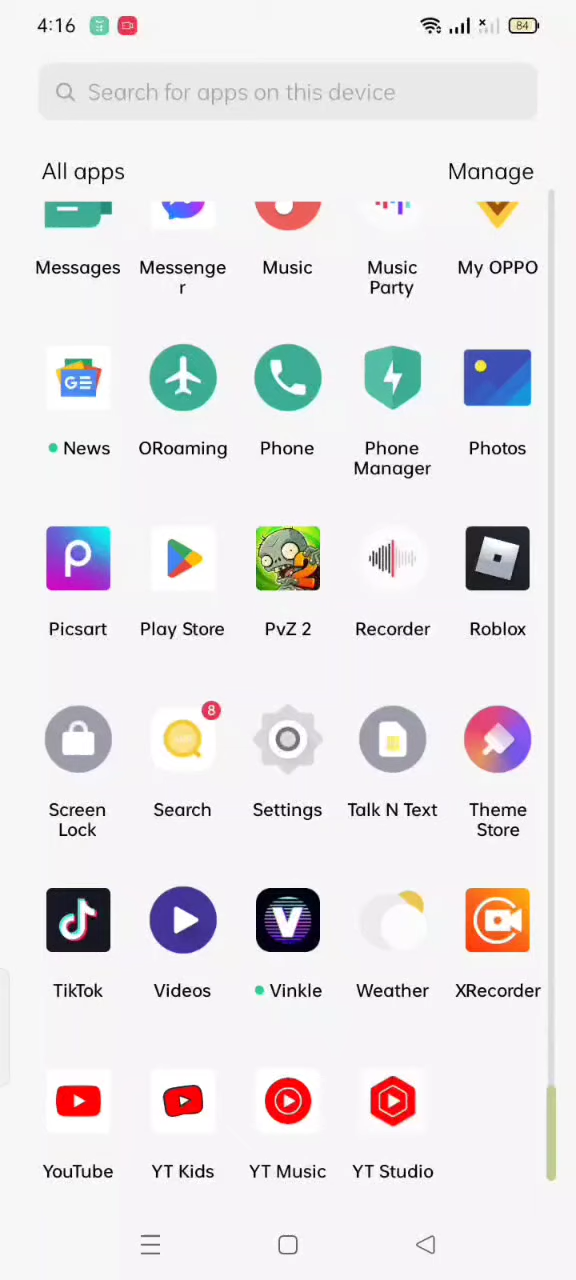 4:16
84
Search for apps on this device
All apps
Manage
Messages
Messenge
r
Music
Music
Party
My OPPO
GE
News
ORoaming
Phone
Phone
Manager
Photos
Picsart
Play Store
PvZ 2
Recorder
Roblox
8
Screen
Lock
Search
Settings
Talk N Text
Theme
Store
V
TikTok
Videos
Vinkle
Weather
XRecorder
YouTube
YT Kids
YT Music
YT Studio